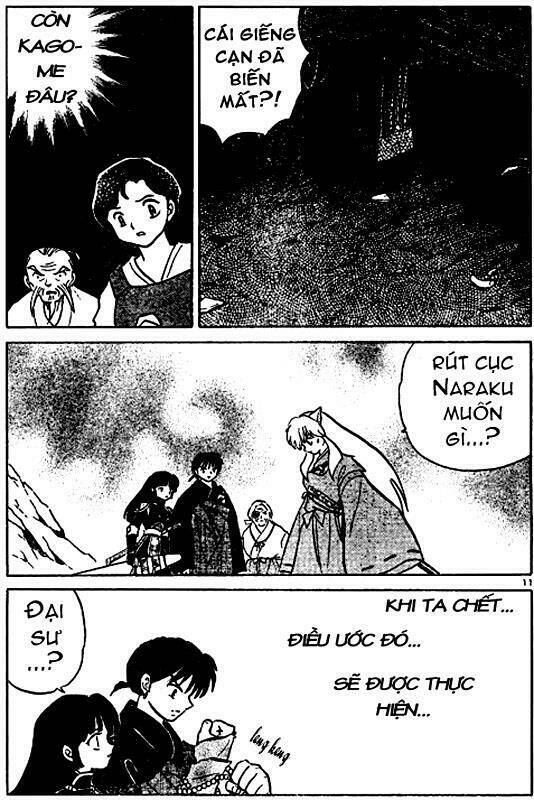 CÒN
KAGO-
ME
ĐÂU?
CÁI GIẾNG
CẠN ĐÃ
BIẾN
MẤT?!
RÚT CỤC
NARAKU
MUỐN
GÌ...?
11
ĐẠI
SƯ
...?
KHI TA CHẾT...
ĐIỀU ƯỚC ĐÓ...
SẼ ĐƯỢC THỰC
HIỆN...
leng keng